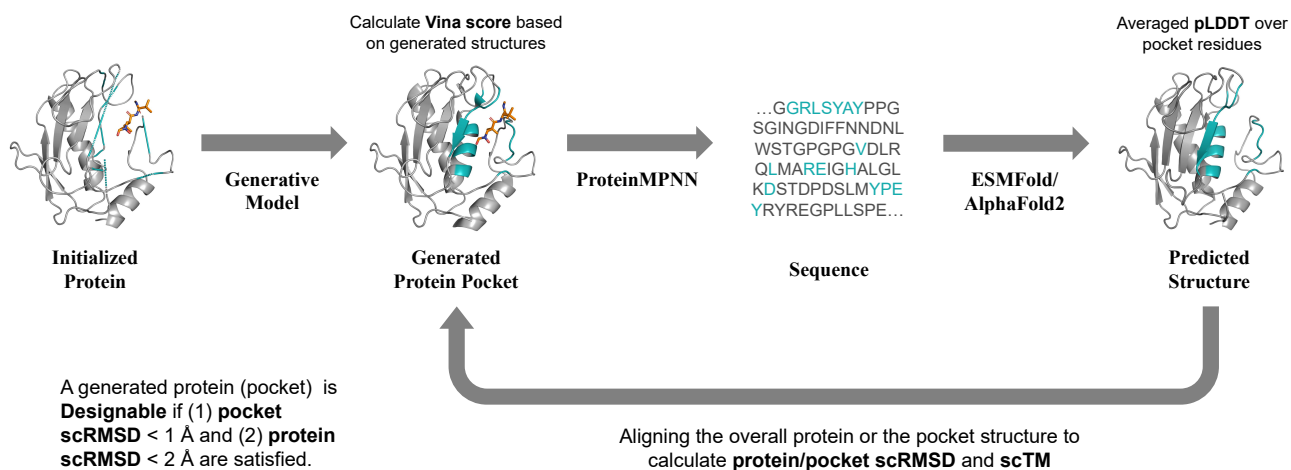 Calculate Vina score based
on generated structures
Averaged pLDDT over
pocket residues
Generative
Model
ProteinMPNN
…GGRLSYAYPPG
SGINGDIFFNNDNL
WSTGPGPGVDLR
QLMAREIGHALGL
KDSTDPDSLMYPE
YRYREGPLLSPE…
ESMFold/
AlphaFold2
Initialized
Protein
Generated
Protein Pocket
Sequence
Predicted
Structure
A generated protein (pocket) is
Designable if (1) pocket
scRMSD < 1 Å and (2) protein
scRMSD < 2 Å are satisfied.
Aligning the overall protein or the pocket structure to
calculate protein/pocket scRMSD and scTM